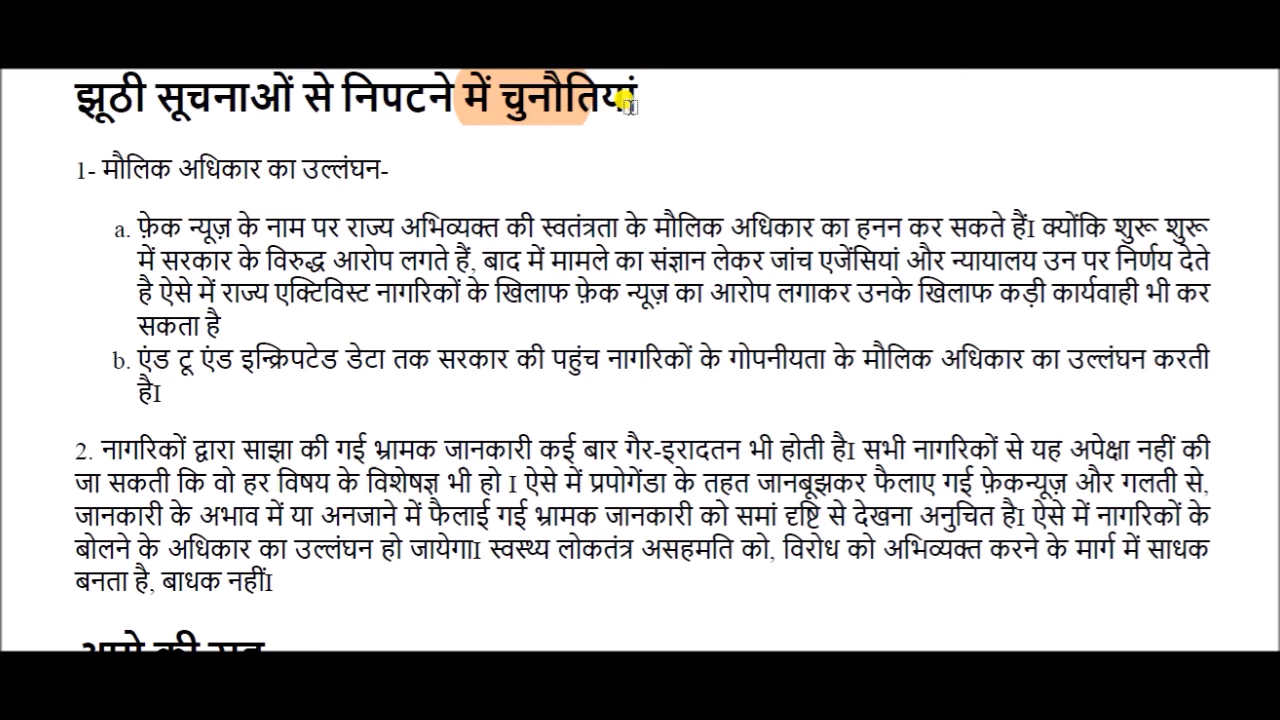 झूठी सूचनाओं से निपटने में चुनौतियां
1- मौलिक अधिकार का उल्लंघन-
a. फ़ेक न्यूज़ के नाम पर राज्य अभिव्यक्त की स्वतंत्रता के मौलिक अधिकार का हनन कर सकते हैंI क्योंकि शुरू शुरू
में सरकार के विरुद्ध आरोप लगते हैं, बाद में मामले का संज्ञान लेकर जांच एजेंसियां और न्यायालय उन पर निर्णय देते
है ऐसे में राज्य एक्टिविस्ट नागरिकों के खिलाफ फ़ेक न्यूज़ का आरोप लगाकर उनके खिलाफ कड़ी कार्यवाही भी कर
सकता है
b. एंड टू एंड इन्क्रिपटेड डेटा तक सरकार की पहुंच नागरिकों के गोपनीयता के मौलिक अधिकार का उल्लंघन करती
हैI
2. नागरिकों द्वारा साझा की गई भ्रामक जानकारी कई बार गैर-इरादतन भी होती हैI सभी नागरिकों से यह अपेक्षा नहीं की
जा सकती कि वो हर विषय के विशेषज्ञ भी हो I ऐसे में प्रपोगेंडा के तहत जानबूझकर फैलाए गई फ़ेकन्यूज़ और गलती से,
जानकारी के अभाव में या अनजाने में फैलाई गई भ्रामक जानकारी को समां दृष्टि से देखना अनुचित हैI ऐसे में नागरिकों के
बोलने के अधिकार का उल्लंघन हो जायेगाI स्वस्थ्य लोकतंत्र असहमति को, विरोध को अभिव्यक्त करने के मार्ग में साधक
बनता है, बाधक नहींI